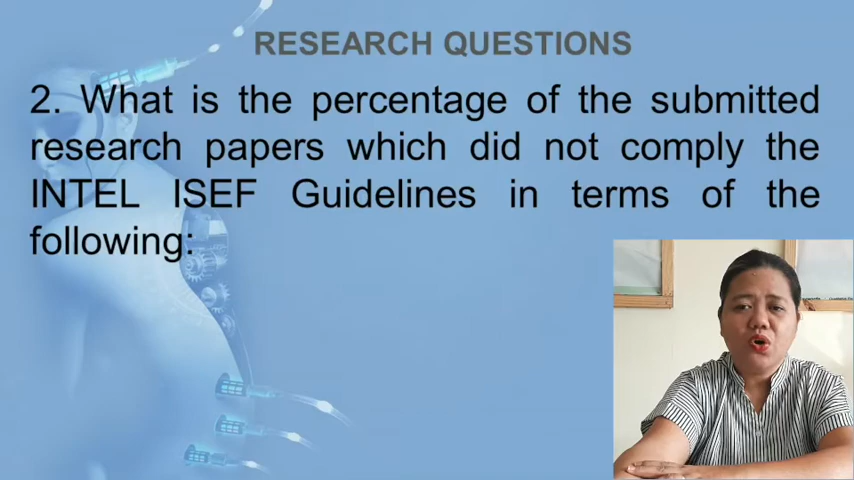 RESEARCH QUESTIONS
2. What is the percentage of the submitted
research papers which did not comply the
INTEL ISEF Guidelines in terms of the
following: